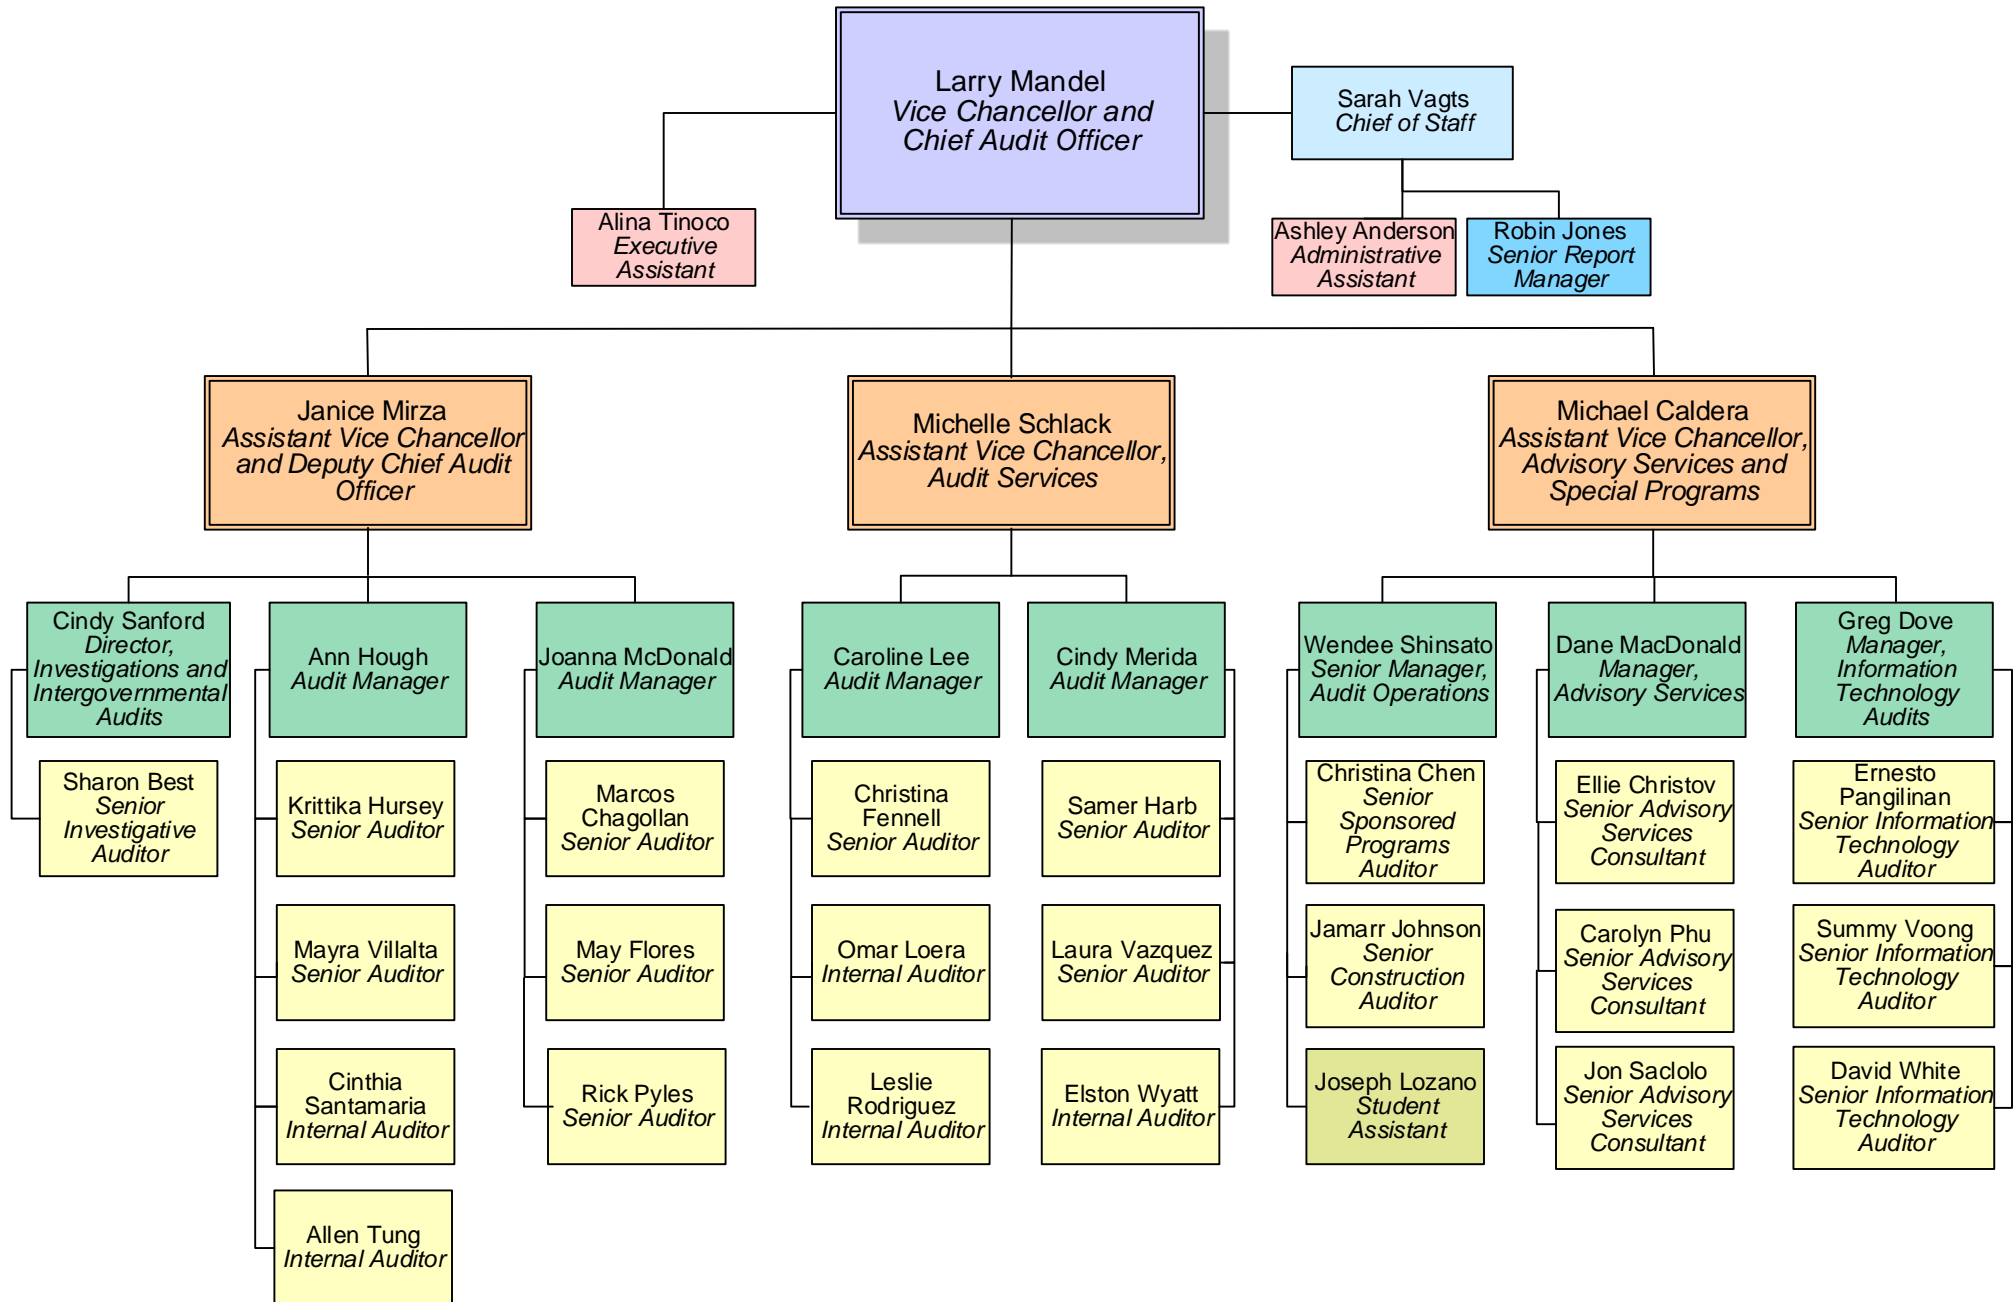 Larry Mandel
Vice Chancellor and
Chief Audit Officer
Sarah Vagts
Chief of Staff
Alina Tinoco
Executive
Assistant
Ashley Anderson
Administrative
Assistant
Robin Jones
Senior Report
Manager
Janice Mirza
Assistant Vice Chancellor
and Deputy Chief Audit
Officer
Michelle Schlack
Assistant Vice Chancellor,
Audit Services
Michael Caldera
Assistant Vice Chancellor,
Advisory Services and
Special Programs
Cindy Sanford
Director,
Investigations and
Intergovernmental
Audits
Ann Hough
Audit Manager
Joanna McDonald
Audit Manager
Caroline Lee
Audit Manager
Cindy Merida
Audit Manager
Wendee Shinsato
Senior Manager,
Audit Operations
Dane MacDonald
Manager,
Advisory Services
Greg Dove
Manager,
Information
Technology
Audits
Sharon Best
Senior
Investigative
Auditor
Krittika Hursey
Senior Auditor
Marcos
Chagollan
Senior Auditor
Christina
Fennell
Senior Auditor
Samer Harb
Senior Auditor
Christina Chen
Senior
Sponsored
Programs
Auditor
Ellie Christov
Senior Advisory
Services
Consultant
Ernesto
Pangilinan
Senior Information
Technology
Auditor
Mayra Villalta
Senior Auditor
May Flores
Senior Auditor
Omar Loera
Internal Auditor
Laura Vazquez
Senior Auditor
Jamarr Johnson
Senior
Construction
Auditor
Carolyn Phu
Senior Advisory
Services
Consultant
Summy Voong
Senior Information
Technology
Auditor
Cinthia
Santamaria
Internal Auditor
Rick Pyles
Senior Auditor
Leslie
Rodriguez
Internal Auditor
Elston Wyatt
Internal Auditor
Joseph Lozano
Student
Assistant
Jon Saclolo
Senior Advisory
Services
Consultant
David White
Senior Information
Technology
Auditor
Allen Tung
Internal Auditor